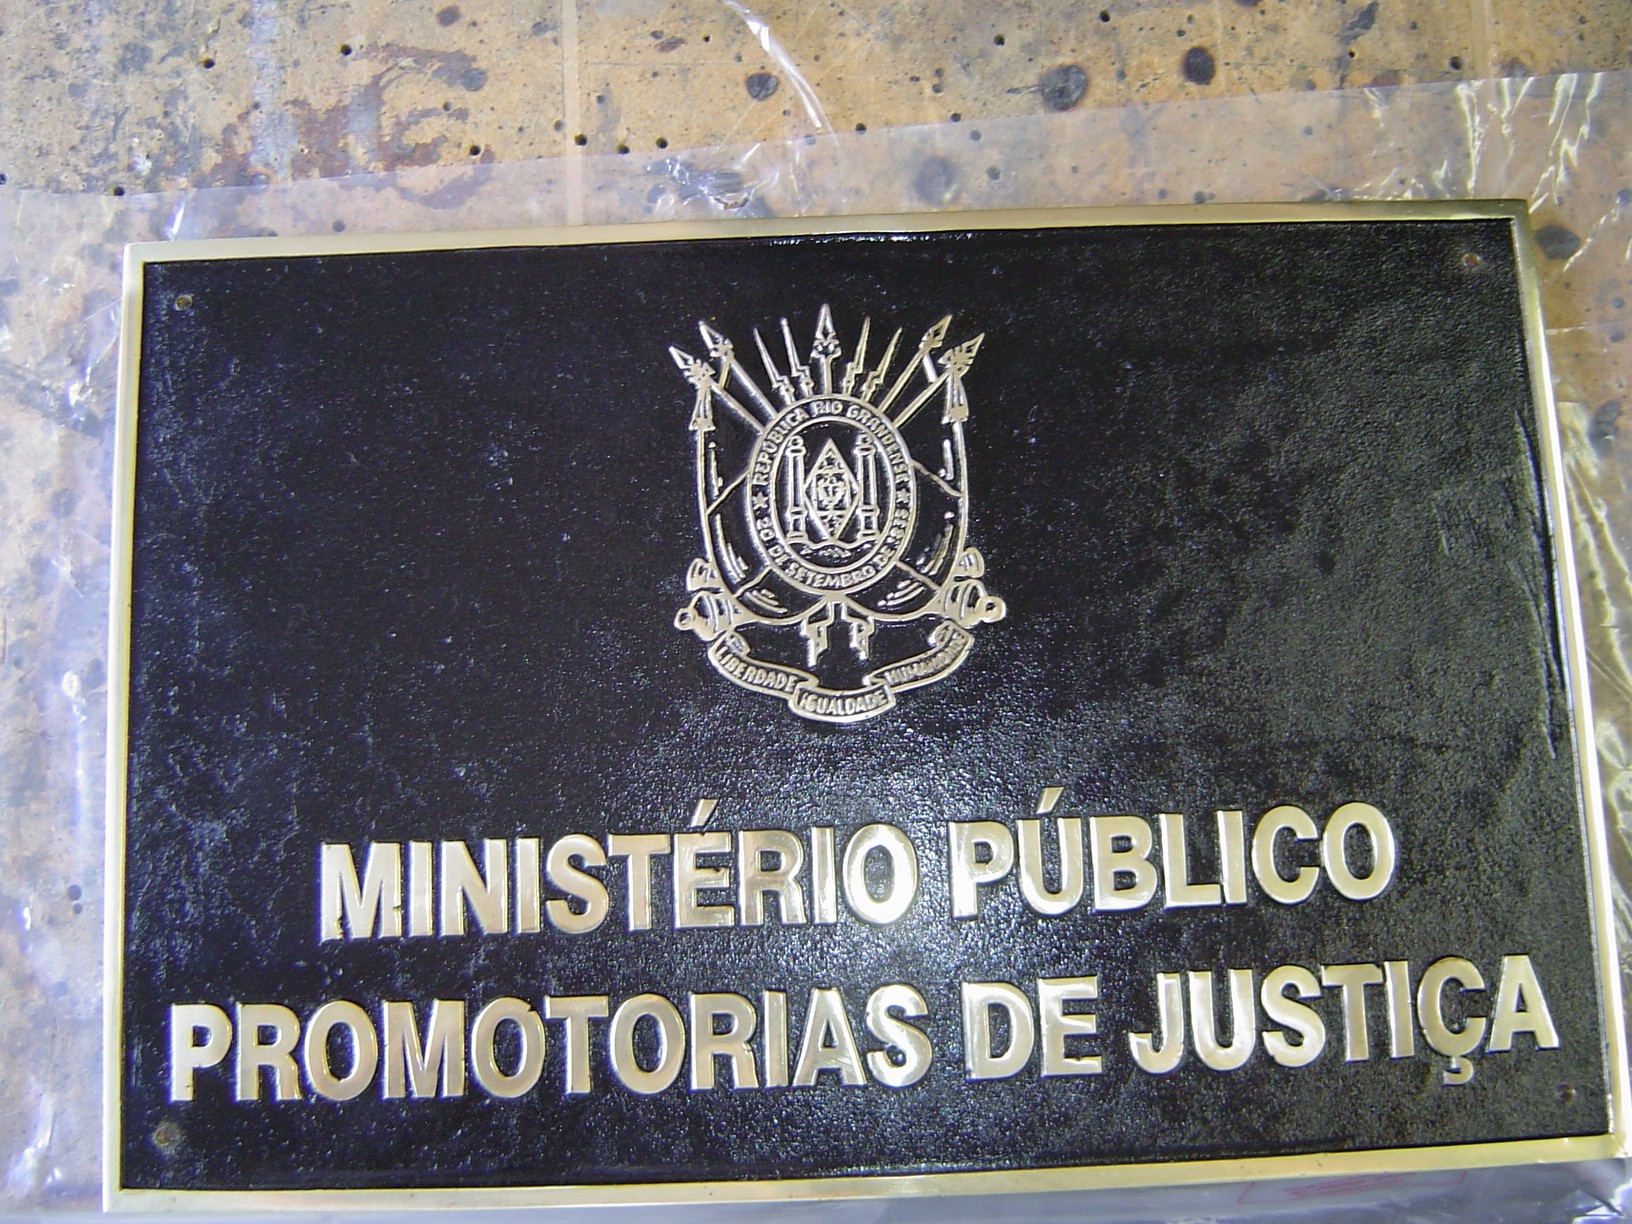 REPÚBLICA RIO GRANDENSE
★ 20 DE SETEMBRO DE 1835 ★
LIBERDADE IGUALDADE HUMANIDADE
MINISTÉRIO PÚBLICO
PROMOTORIAS DE JUSTIÇA